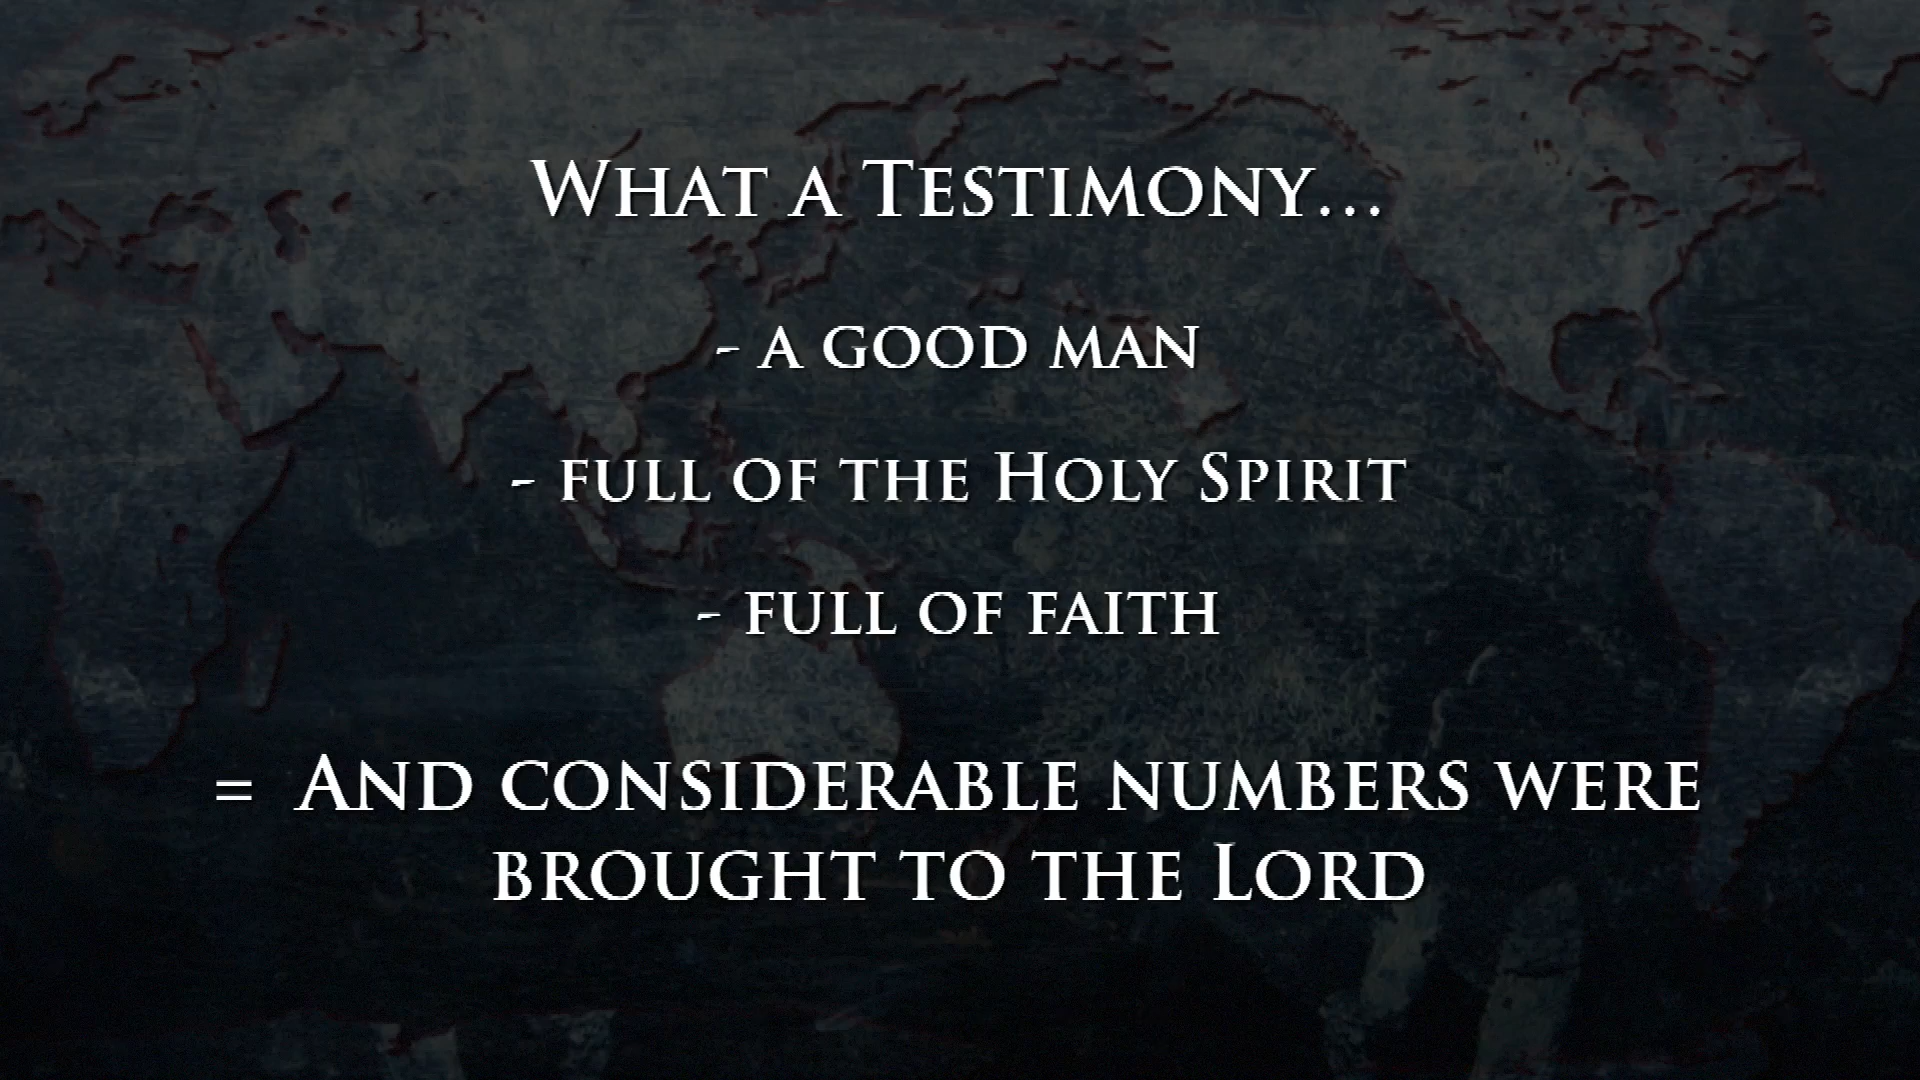 What a Testimony…
- a good man
- full of the Holy Spirit
- full of faith
= And considerable numbers were
brought to the Lord